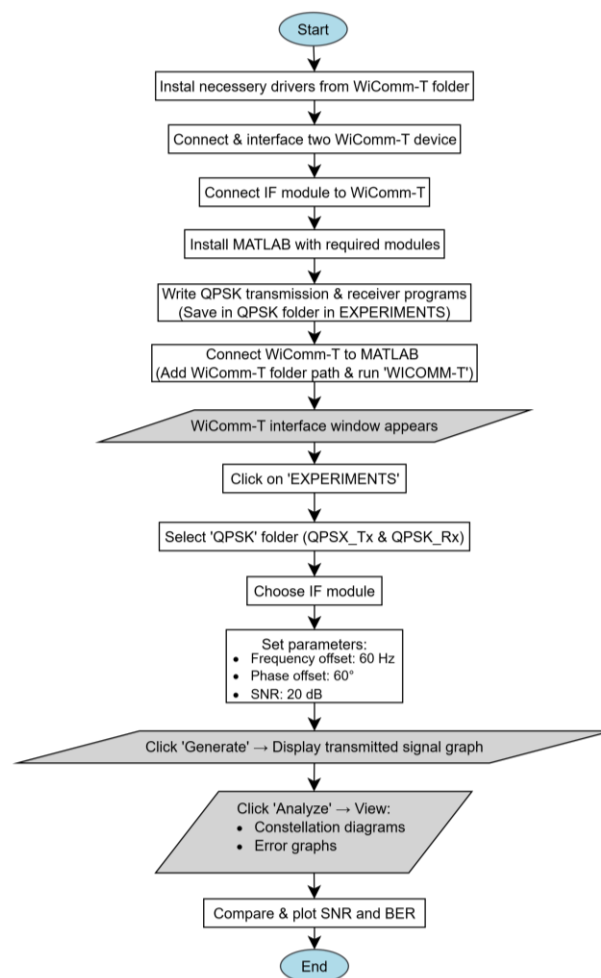 Start
Instal necessery drivers from WiComm-T folder
Connect & interface two WiComm-T device
Connect IF module to WiComm-T
Install MATLAB with required modules
Write QPSK transmission & receiver programs
(Save in QPSK folder in EXPERIMENTS)
Connect WiComm-T to MATLAB
(Add WiComm-T folder path & run 'WICOMM-T')
WiComm-T interface window appears
Click on 'EXPERIMENTS'
Select 'QPSK' folder (QPSX_Tx & QPSK_Rx)
Choose IF module
Set parameters:
• Frequency offset: 60 Hz
• Phase offset: 60°
• SNR: 20 dB
Click 'Generate' → Display transmitted signal graph
Click 'Analyze' → View:
• Constellation diagrams
• Error graphs
Compare & plot SNR and BER
End